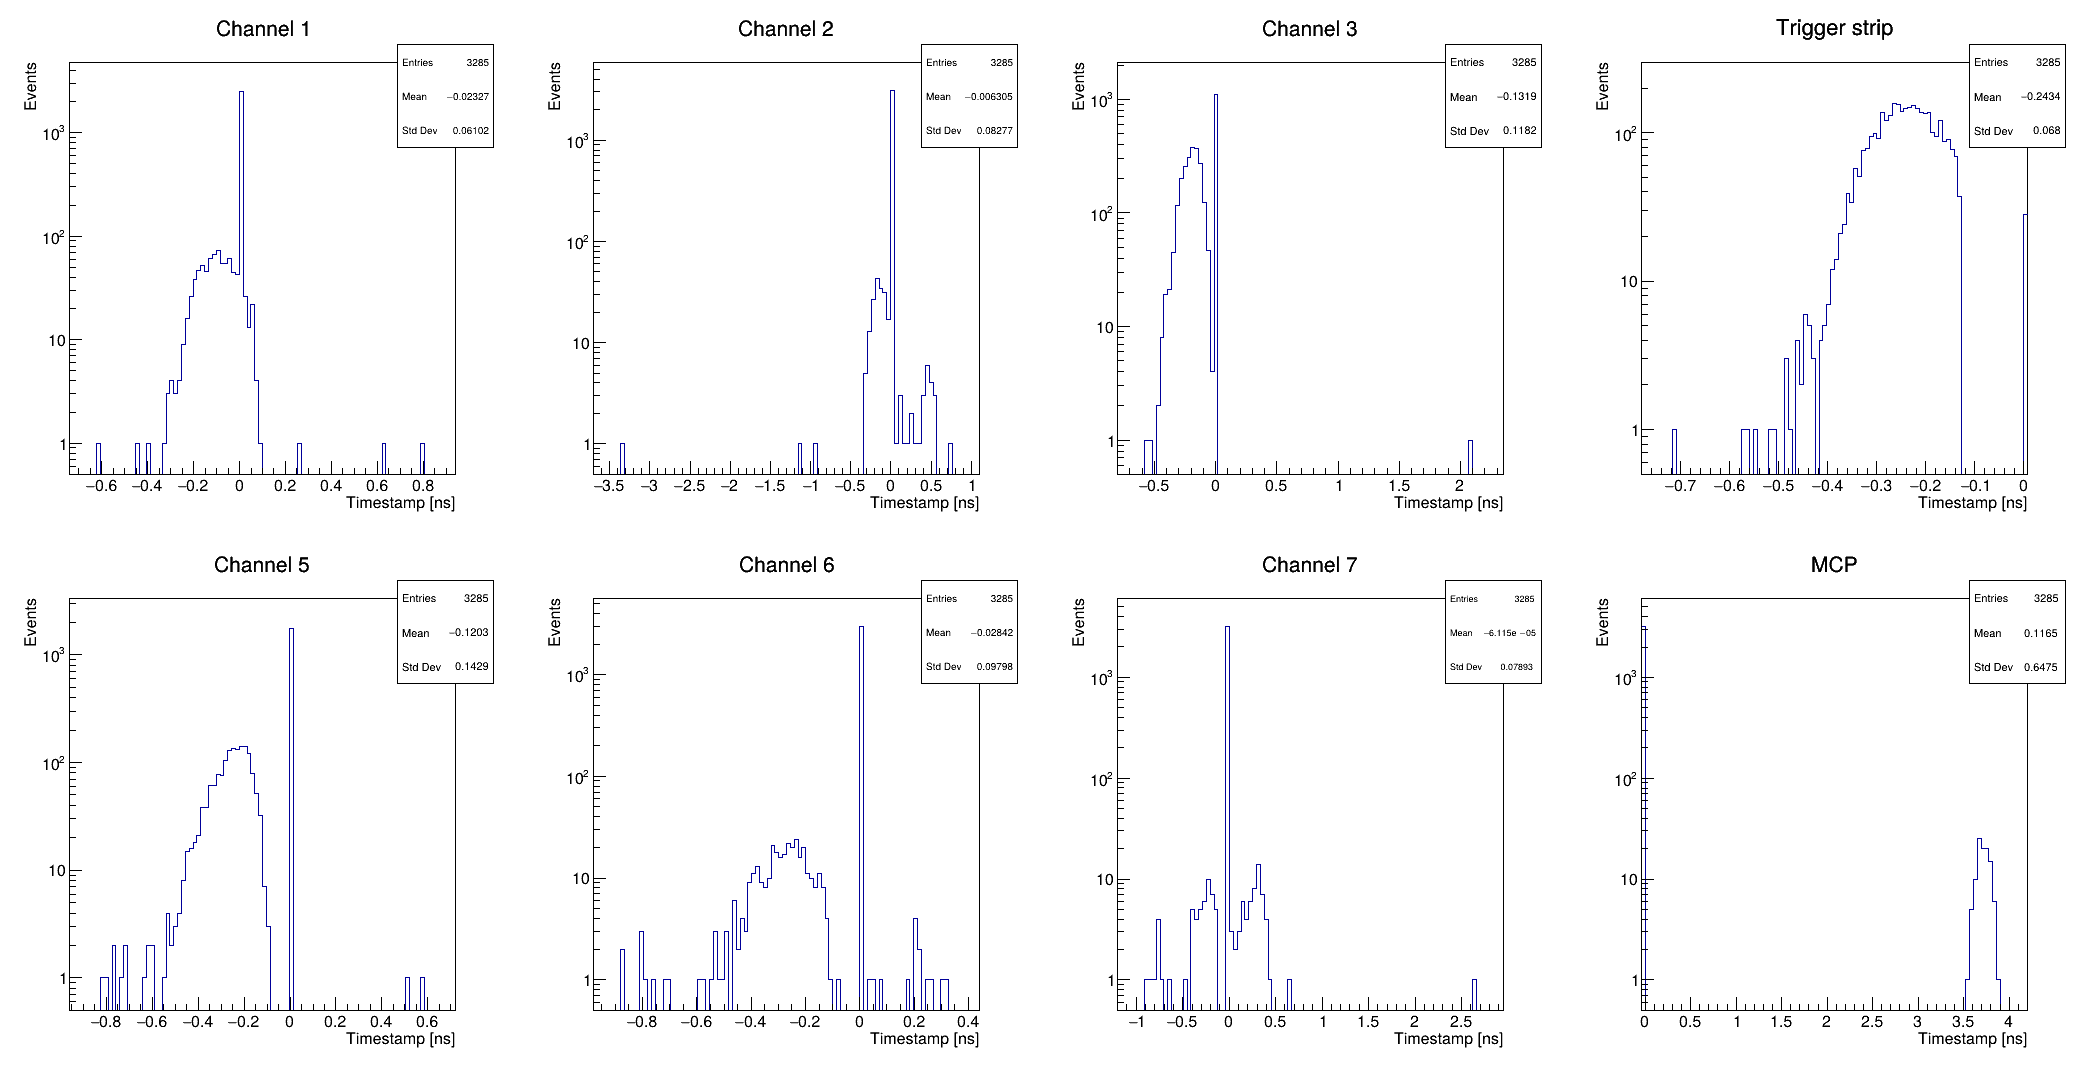 Channel 1
Entries 3285
Mean −0.02327
Std Dev 0.06102
Events
10³
10²
10
1
−0.6 −0.4 −0.2 0 0.2 0.4 0.6 0.8
Timestamp [ns]
Channel 2
Entries 3285
Mean −0.006305
Std Dev 0.08277
Events
10³
10²
10
1
−3.5 −3 −2.5 −2 −1.5 −1 −0.5 0 0.5 1
Timestamp [ns]
Channel 3
Entries 3285
Mean −0.1319
Std Dev 0.1182
Events
10³
10²
10
1
−0.5 0 0.5 1 1.5 2
Timestamp [ns]
Trigger strip
Entries 3285
Mean −0.2434
Std Dev 0.068
Events
10²
10
1
−0.7 −0.6 −0.5 −0.4 −0.3 −0.2 −0.1 0
Timestamp [ns]
Channel 5
Entries 3285
Mean −0.1203
Std Dev 0.1429
Events
10³
10²
10
1
−0.8 −0.6 −0.4 −0.2 0 0.2 0.4 0.6
Timestamp [ns]
Channel 6
Entries 3285
Mean −0.02842
Std Dev 0.09798
Events
10³
10²
10
1
−0.8 −0.6 −0.4 −0.2 0 0.2 0.4
Timestamp [ns]
Channel 7
Entries 3285
Mean −6.115e −05
Std Dev 0.07893
Events
10³
10²
10
1
−1 −0.5 0 0.5 1 1.5 2 2.5
Timestamp [ns]
MCP
Entries 3285
Mean 0.1165
Std Dev 0.6475
Events
10³
10²
10
1
0 0.5 1 1.5 2 2.5 3 3.5 4
Timestamp [ns]